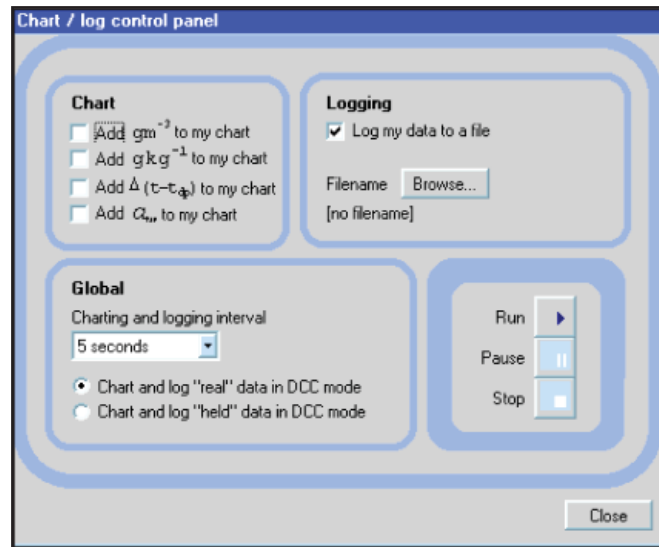 Chart / log control panel
Chart
Add gm⁻² to my chart
Add gkg⁻¹ to my chart
Add Δ(t-t_dp) to my chart
Add a_w to my chart
Logging
Log my data to a file
Filename Browse...
[no filename]
Global
Charting and logging interval
5 seconds
Chart and log "real" data in DCC mode
Chart and log "held" data in DCC mode
Run
Pause
Stop
Close